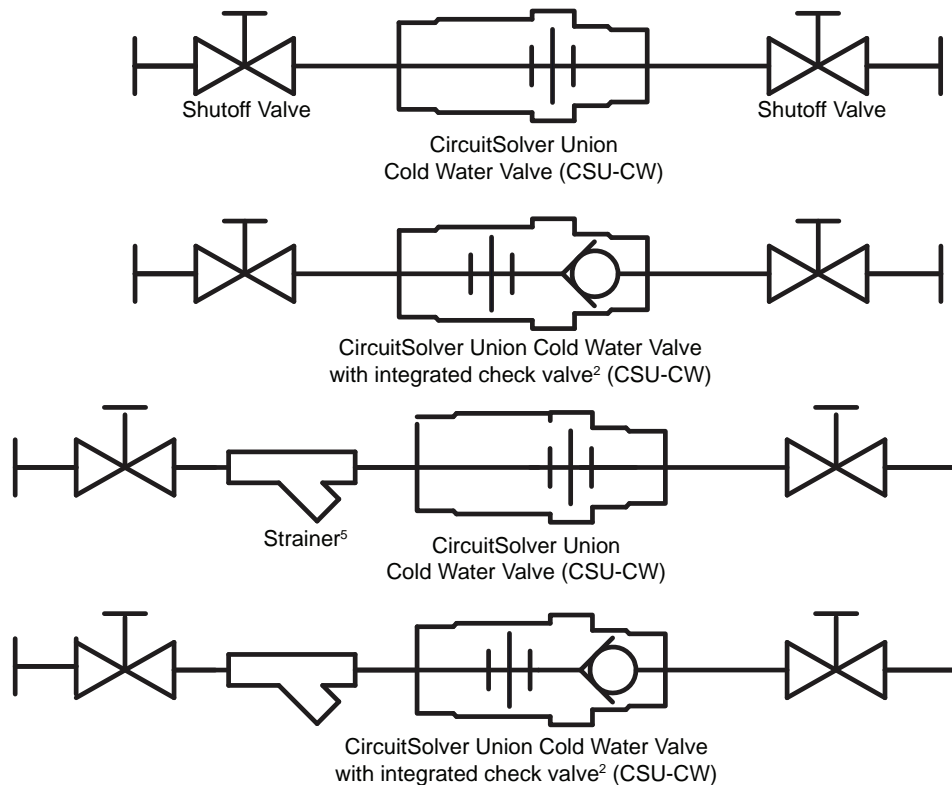 Shutoff Valve
Shutoff Valve
CircuitSolver Union
Cold Water Valve (CSU-CW)
CircuitSolver Union Cold Water Valve
with integrated check valve² (CSU-CW)
Strainer⁵
CircuitSolver Union
Cold Water Valve (CSU-CW)
CircuitSolver Union Cold Water Valve
with integrated check valve² (CSU-CW)